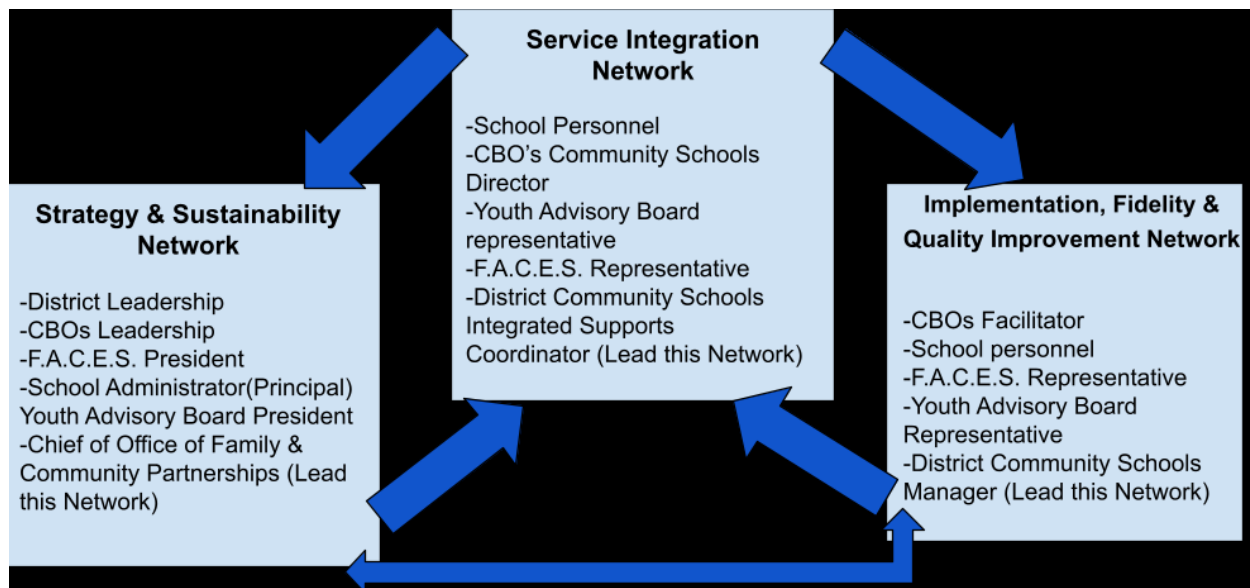 Service Integration
Network
-School Personnel
-CBO's Community Schools
Director
-Youth Advisory Board
representative
-F.A.C.E.S. Representative
-District Community Schools
Integrated Supports
Coordinator (Lead this Network)
Strategy & Sustainability
Network
-District Leadership
-CBOs Leadership
-F.A.C.E.S. President
-School Administrator(Principal)
Youth Advisory Board President
-Chief of Office of Family &
Community Partnerships (Lead
this Network)
Implementation, Fidelity &
Quality Improvement Network
-CBOs Facilitator
-School personnel
-F.A.C.E.S. Representative
-Youth Advisory Board
Representative
-District Community Schools
Manager (Lead this Network)